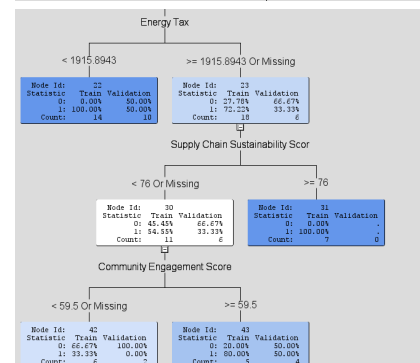 Energy Tax
< 1915.8943
>= 1915.8943 Or Missing
Node Id: 22
Statistic Train Validation
0: 0.00% 50.00%
1: 100.00% 50.00%
Count: 14 10
Node Id: 23
Statistic Train Validation
0: 27.78% 66.67%
1: 72.22% 33.33%
Count: 18 6
Supply Chain Sustainability Scor
< 76 Or Missing
>= 76
Node Id: 30
Statistic Train Validation
0: 45.45% 66.67%
1: 54.55% 33.33%
Count: 11 6
Node Id: 31
Statistic Train Validation
0: 0.00% .
1: 100.00% .
Count: 7 0
Community Engagement Score
< 59.5 Or Missing
>= 59.5
Node Id: 42
Statistic Train Validation
0: 66.67% 100.00%
1: 33.33% 0.00%
Count: 6 2
Node Id: 43
Statistic Train Validation
0: 20.00% 50.00%
1: 80.00% 50.00%
Count: 5 4